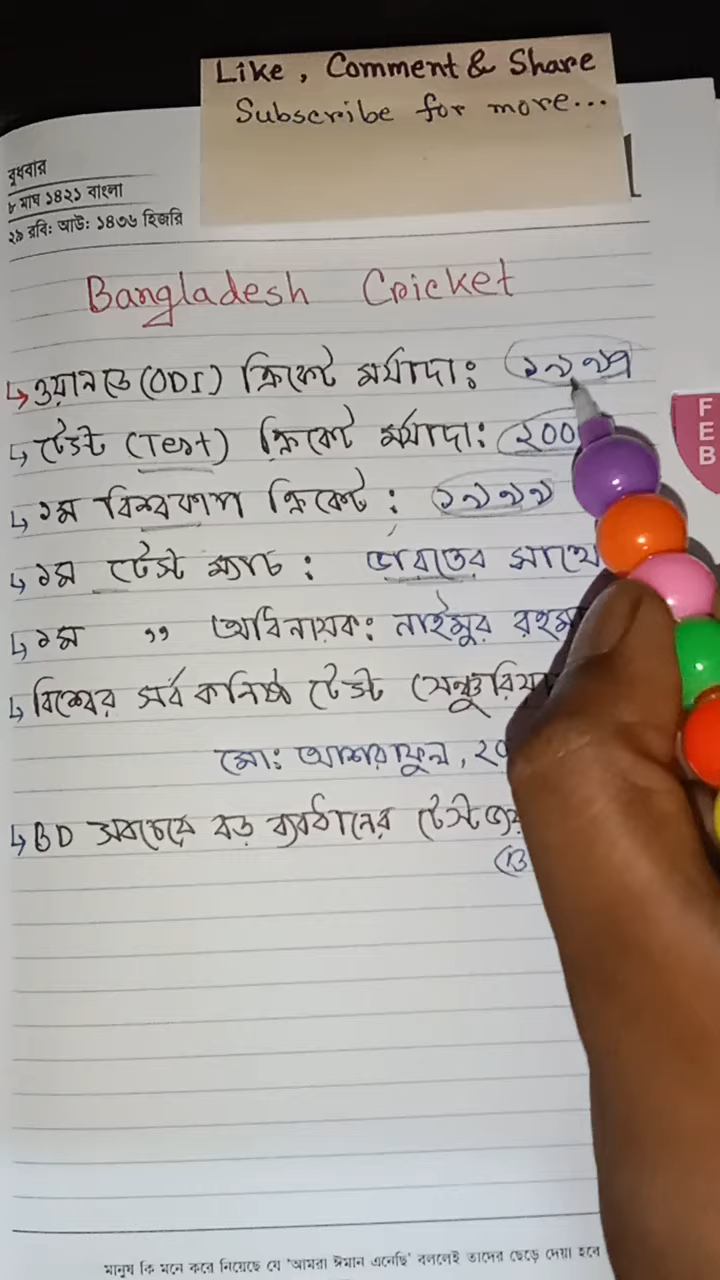 Like, Comment & Share
Subscribe for more...
বুধবার
৮ মাঘ ১৪২১ বাংলা
২৯ রবি: আউ: ১৪৩৬ হিজরি
Bangladesh Cricket
↳ ওয়ানডে (ODI) ক্রিকেট মর্যাদা: ১৯৯৭
↳ টেস্ট (Test) ক্রিকেট মর্যাদা: ২০০
↳ ১ম বিশ্বকাপ ক্রিকেট: ১৯৯৯
↳ ১ম টেস্ট ম্যাচ: ভারতের সাথে
↳ ১ম " অধিনায়ক: নাইমুর রহমা
↳ বিশ্বের সর্ব কনিষ্ঠ টেস্ট সেঞ্চুরিয়া
মো: আশরাফুল, ২০
↳ BD সবচেয়ে বড় ব্যবধানের টেস্ট জয়
FEB
মানুষ কি মনে করে নিয়েছে যে 'আমরা ঈমান এনেছি' বললেই তাদের ছেড়ে দেয়া হবে